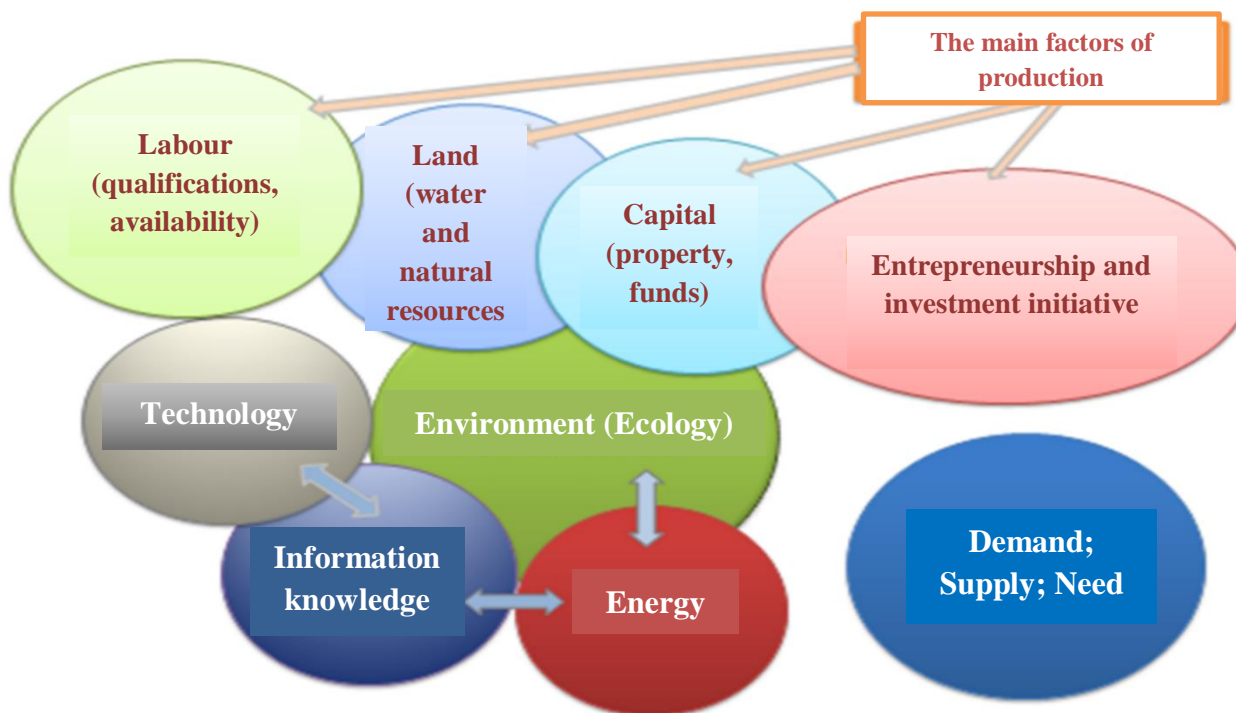 The main factors of
production
Labour
(qualifications,
availability)
Land
(water
and
natural
resources
Capital
(property,
funds)
Entrepreneurship and
investment initiative
Technology
Environment (Ecology)
Information
knowledge
Energy
Demand;
Supply; Need